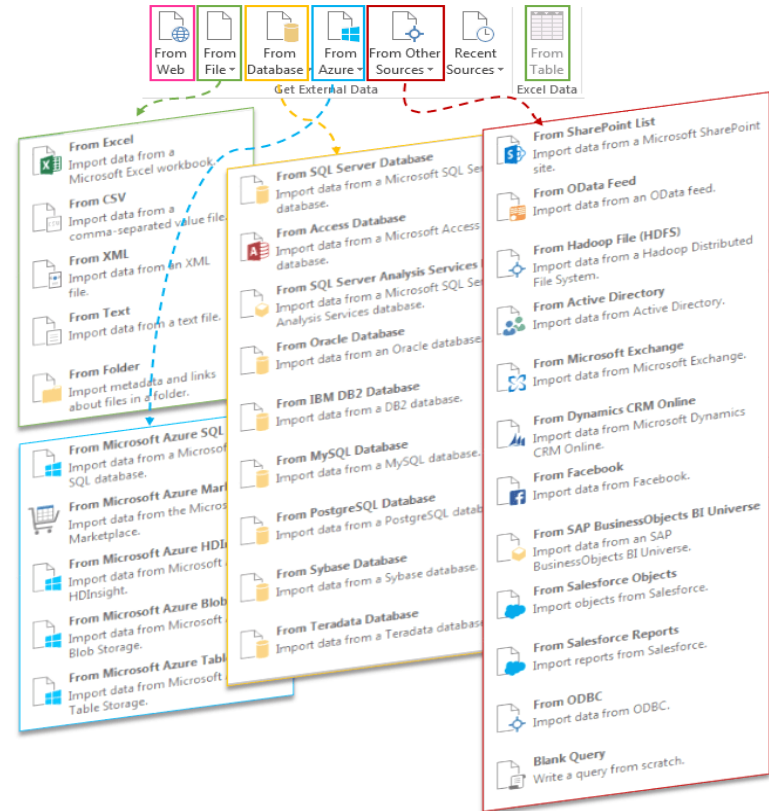 From
Web
From
File
From
Database
From
Azure
From Other
Sources
Recent
Sources
From
Table
Get External Data
Excel Data
From Excel
Import data from a
Microsoft Excel workbook.
From CSV
Import data from a
comma-separated value file.
From XML
Import data from an XML
file.
From Text
Import data from a text file.
From Folder
Import metadata and links
about files in a folder.
From Microsoft Azure SQL
Import data from a Microsof
SQL database.
From Microsoft Azure Mar
Import data from the Micros
Marketplace.
From Microsoft Azure HDIn
Import data from Microsoft
HDInsight.
From Microsoft Azure Blob
Import data from Microsoft
Blob Storage.
From Microsoft Azure Tabl
Import data from Microsoft
Table Storage.
From SQL Server Database
Import data from a Microsoft SQL Ser
database.
From Access Database
Import data from a Microsoft Access
database.
From SQL Server Analysis Services
Import data from a Microsoft SQL Ser
Analysis Services database.
From Oracle Database
Import data from an Oracle database.
From IBM DB2 Database
Import data from a DB2 database.
From MySQL Database
Import data from a MySQL database.
From PostgreSQL Database
Import data from a PostgreSQL datab
From Sybase Database
Import data from a Sybase database.
From Teradata Database
Import data from a Teradata database
From SharePoint List
Import data from a Microsoft SharePoint
site.
From OData Feed
Import data from an OData feed.
From Hadoop File (HDFS)
Import data from a Hadoop Distributed
File System.
From Active Directory
Import data from Active Directory.
From Microsoft Exchange
Import data from Microsoft Exchange.
From Dynamics CRM Online
Import data from Microsoft Dynamics
CRM Online.
From Facebook
Import data from Facebook.
From SAP BusinessObjects BI Universe
Import data from an SAP
BusinessObjects BI Universe.
From Salesforce Objects
Import objects from Salesforce.
From Salesforce Reports
Import reports from Salesforce.
From ODBC
Import data from ODBC.
Blank Query
Write a query from scratch.